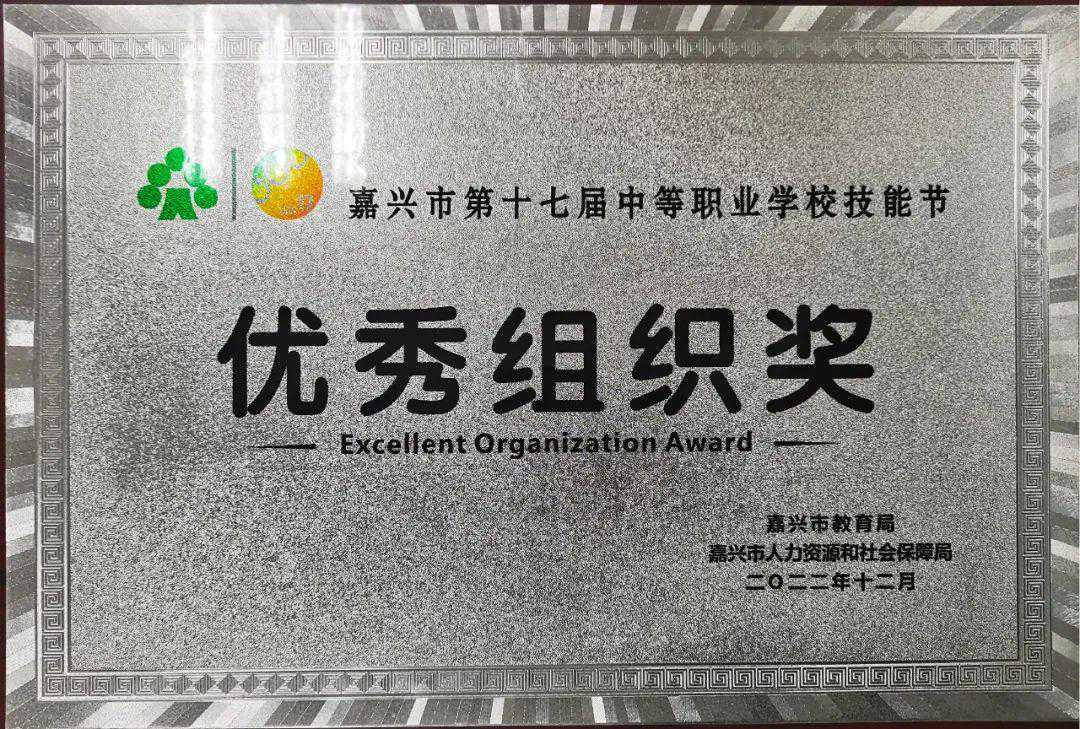 嘉兴市第十七届中等职业学校技能节
优秀组织奖
Excellent Organization Award
嘉兴市教育局
嘉兴市人力资源和社会保障局
二〇二二年十二月